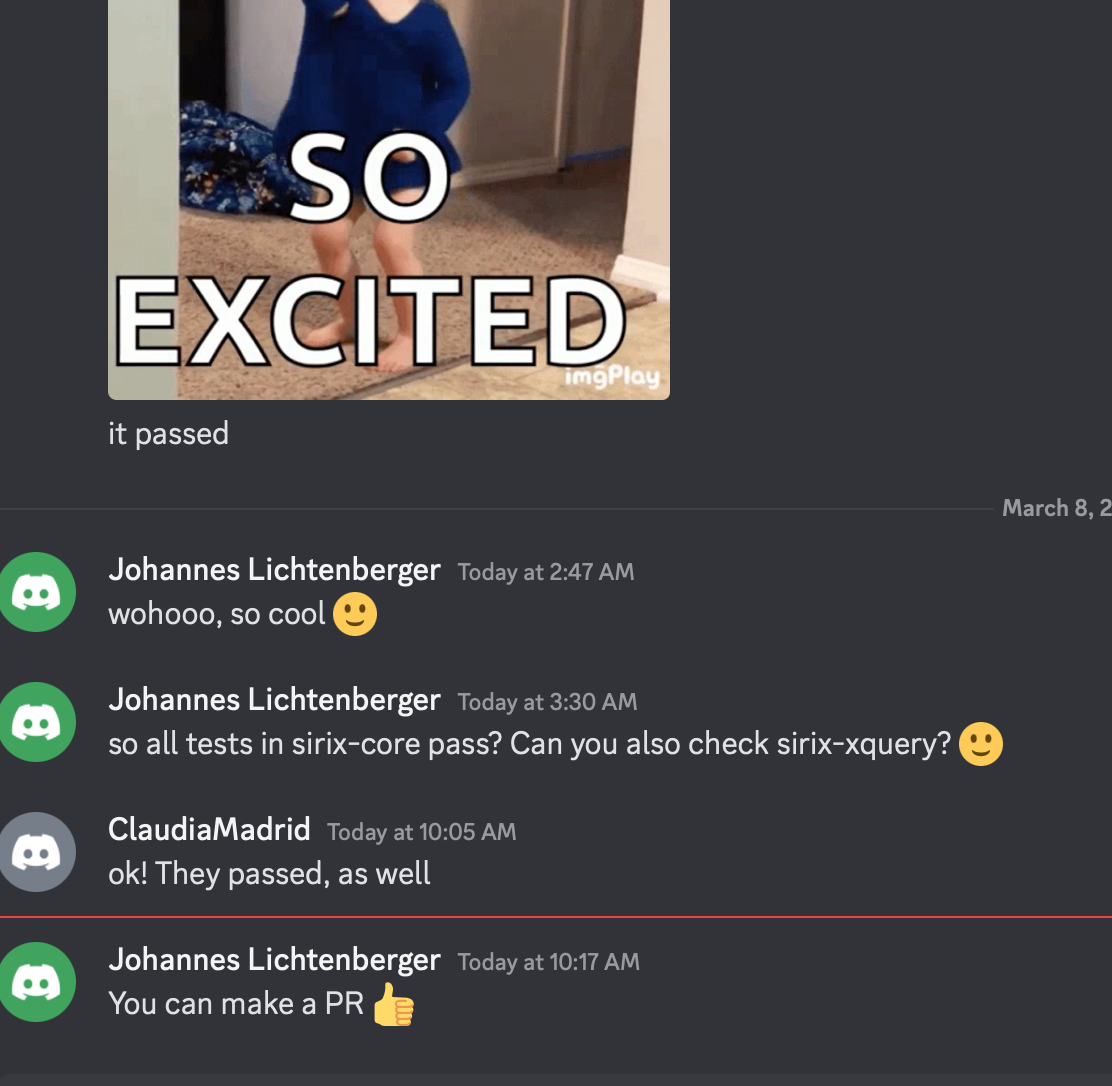 SO
EXCITED
imgPlay
it passed
March 8, 2
Johannes Lichtenberger Today at 2:47 AM
wohooo, so cool 🙂
Johannes Lichtenberger Today at 3:30 AM
so all tests in sirix-core pass? Can you also check sirix-xquery? 🙂
ClaudiaMadrid Today at 10:05 AM
ok! They passed, as well
Johannes Lichtenberger Today at 10:17 AM
You can make a PR 👍